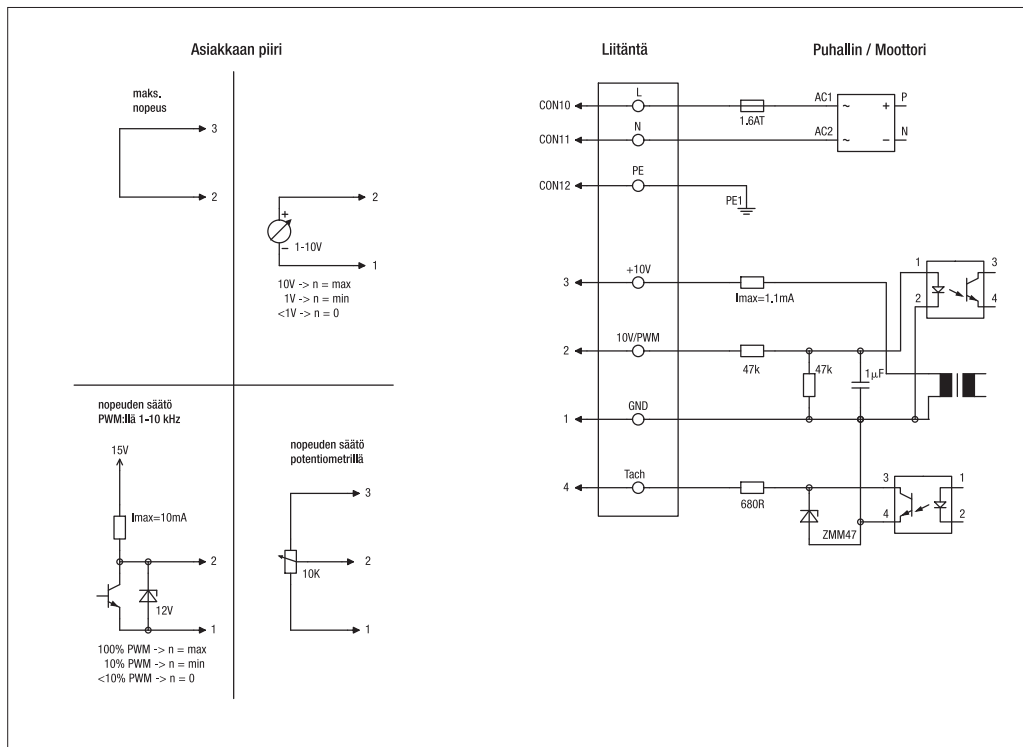 Asiakkaan piiri
Liitäntä
Puhallin / Moottori
maks.
nopeus
3
2
+
−
1-10V
2
1
10V -> n = max
1V -> n = min
<1V -> n = 0
nopeuden säätö
PWM:llä 1-10 kHz
15V
Imax=10mA
2
12V
1
100% PWM -> n = max
10% PWM -> n = min
<10% PWM -> n = 0
nopeuden säätö
potentiometrillä
3
10K
2
1
CON10
L
1.6AT
AC1
~
+
P
CON11
N
AC2
~
−
N
CON12
PE
PE1
3
+10V
Imax=1.1mA
1
3
2
4
2
10V/PWM
47k
47k
1µF
1
GND
4
Tach
680R
ZMM47
3
1
4
2